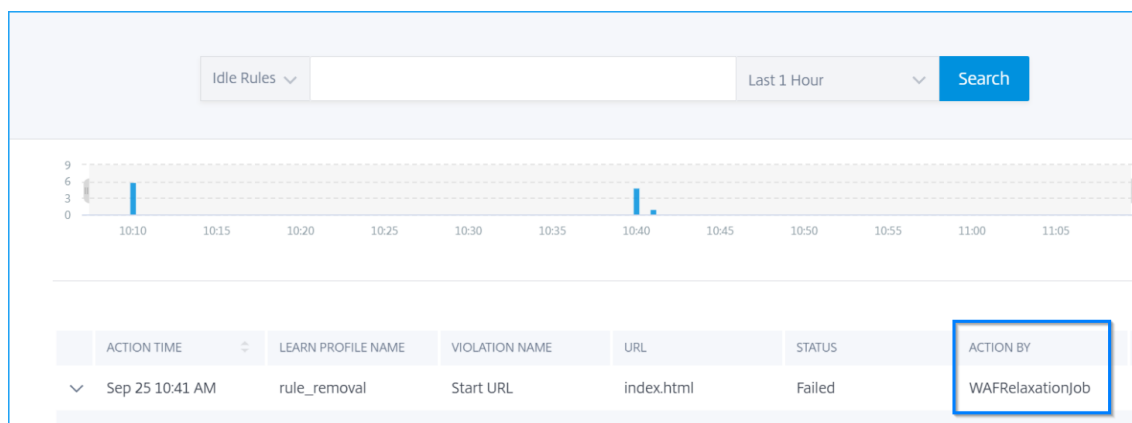 Idle Rules Last 1 Hour Search
9
6
3
0
10:10 10:15 10:20 10:25 10:30 10:35 10:40 10:45 10:50 10:55 11:00 11:05
ACTION TIME LEARN PROFILE NAME VIOLATION NAME URL STATUS ACTION BY
Sep 25 10:41 AM rule_removal Start URL index.html Failed WAFRelaxationJob